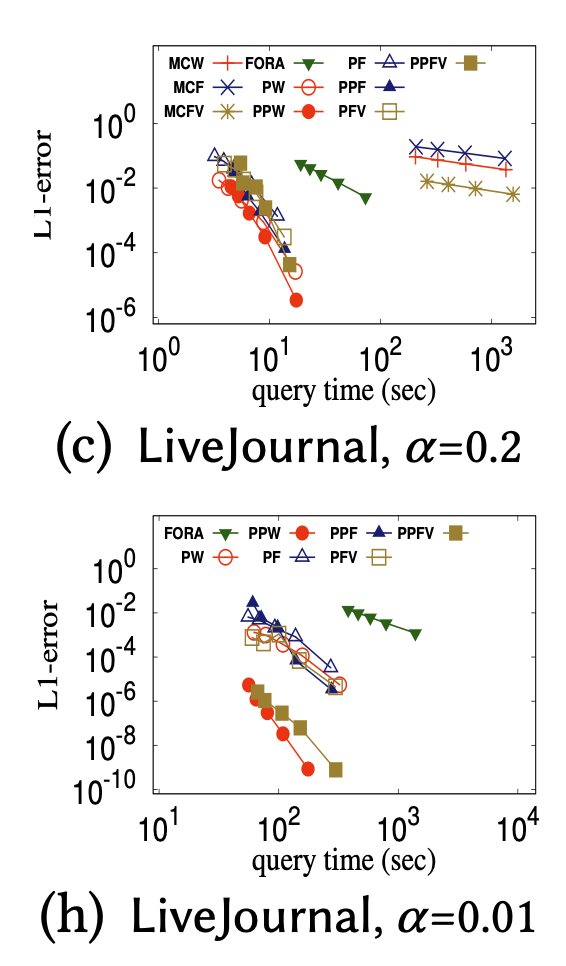 MCW FORA PF PPFV
MCF PW PPF
MCFV PPW PFV
L1-error
10^0
10^-2
10^-4
10^-6
10^0 10^1 10^2 10^3
query time (sec)
(c) LiveJournal, α=0.2
FORA PPW PPF PPFV
PW PF PFV
L1-error
10^0
10^-2
10^-4
10^-6
10^-8
10^-10
10^1 10^2 10^3 10^4
query time (sec)
(h) LiveJournal, α=0.01